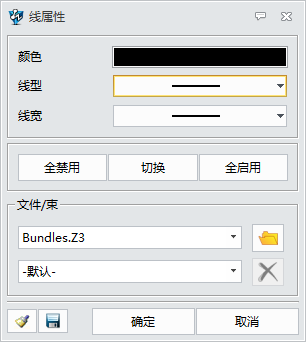 线属性
颜色
线型
线宽
全禁用 切换 全启用
文件/束
Bundles.Z3
-默认-
确定 取消